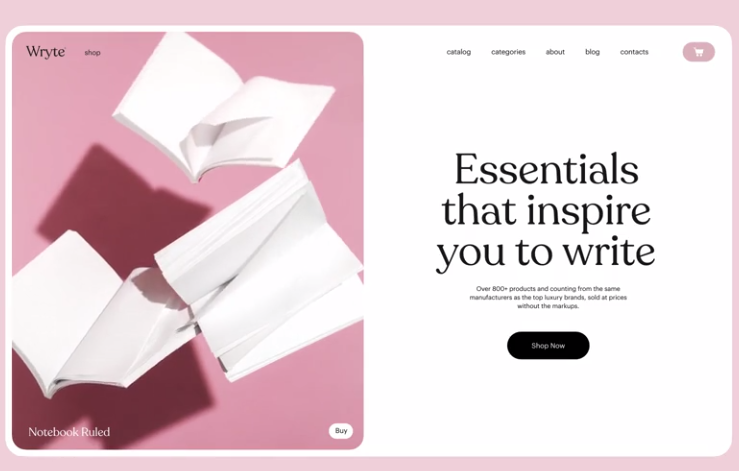 Wryte
shop
catalog
categories
about
blog
contacts
Essentials
that inspire
you to write
Over 800+ products and counting from the same
manufacturers as the top luxury brands, sold at prices
without the markups.
Shop Now
Notebook Ruled
Buy